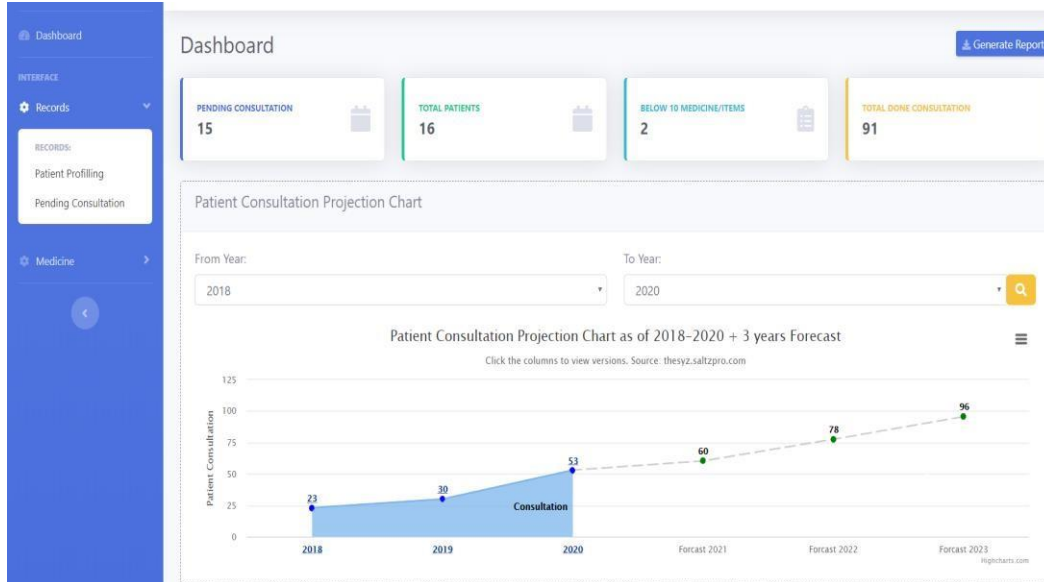 Dashboard
INTERFACE
Records
RECORDS:
Patient Profilling
Pending Consultation
Medicine
Dashboard
Generate Report
PENDING CONSULTATION
15
TOTAL PATIENTS
16
BELOW 10 MEDICINE/ITEMS
2
TOTAL DONE CONSULTATION
91
Patient Consultation Projection Chart
From Year:
2018
To Year:
2020
Patient Consultation Projection Chart as of 2018-2020 + 3 years Forecast
Click the columns to view versions. Source: thesyz.saltzpro.com
Patient Consultation
125
100
75
50
25
0
23
30
53
60
78
96
Consultation
2018
2019
2020
Forcast 2021
Forcast 2022
Forcast 2023
Highcharts.com